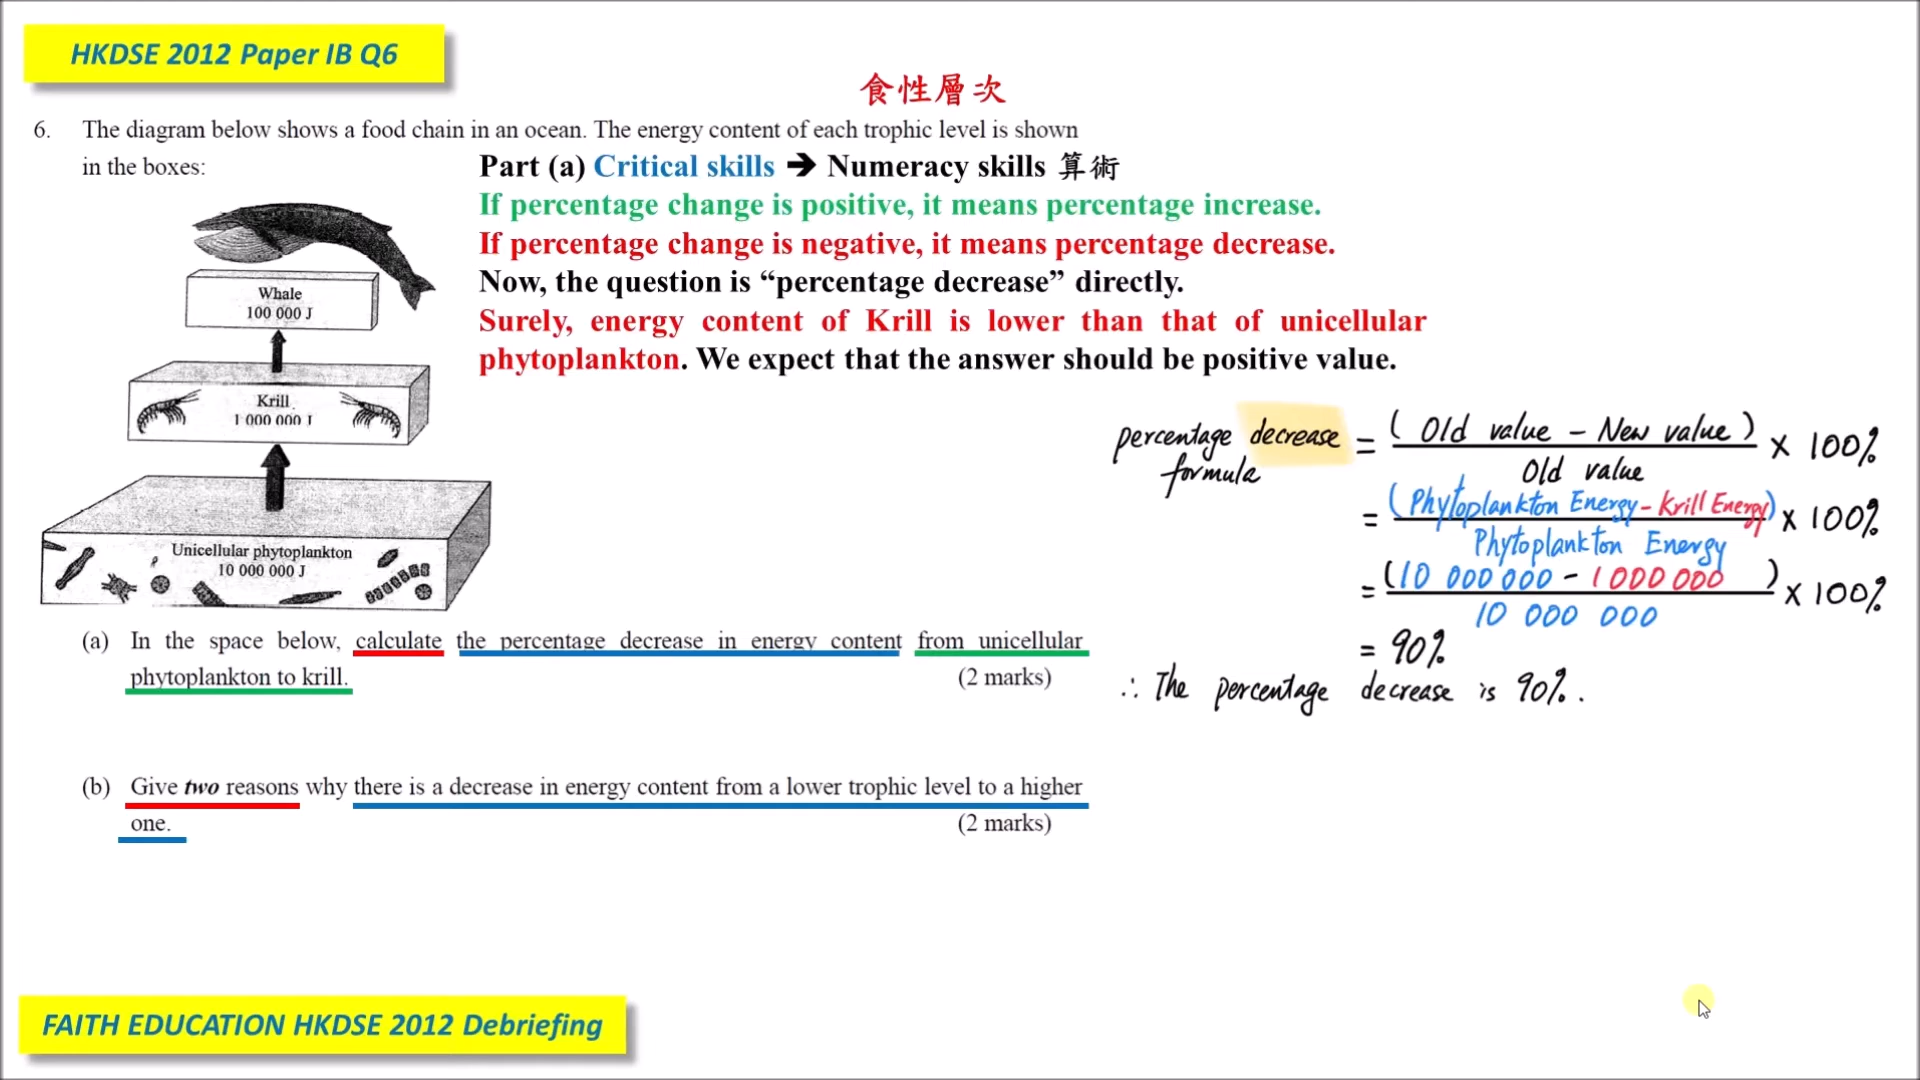 HKDSE 2012 Paper IB Q6
食性層次
6. The diagram below shows a food chain in an ocean. The energy content of each trophic level is shown
in the boxes:
Part (a) Critical skills ➔ Numeracy skills 算術
If percentage change is positive, it means percentage increase.
If percentage change is negative, it means percentage decrease.
Now, the question is “percentage decrease” directly.
Surely, energy content of Krill is lower than that of unicellular
phytoplankton. We expect that the answer should be positive value.
Whale
100 000 J
Krill
1 000 000 J
Unicellular phytoplankton
10 000 000 J
percentage decrease formula = (Old value - New value) / Old value × 100%
= (Phytoplankton Energy - Krill Energy) / Phytoplankton Energy × 100%
= (10 000 000 - 1 000 000) / 10 000 000 × 100%
= 90%
∴ The percentage decrease is 90%.
(a) In the space below, calculate the percentage decrease in energy content from unicellular
phytoplankton to krill. (2 marks)
(b) Give two reasons why there is a decrease in energy content from a lower trophic level to a higher
one. (2 marks)
FAITH EDUCATION HKDSE 2012 Debriefing